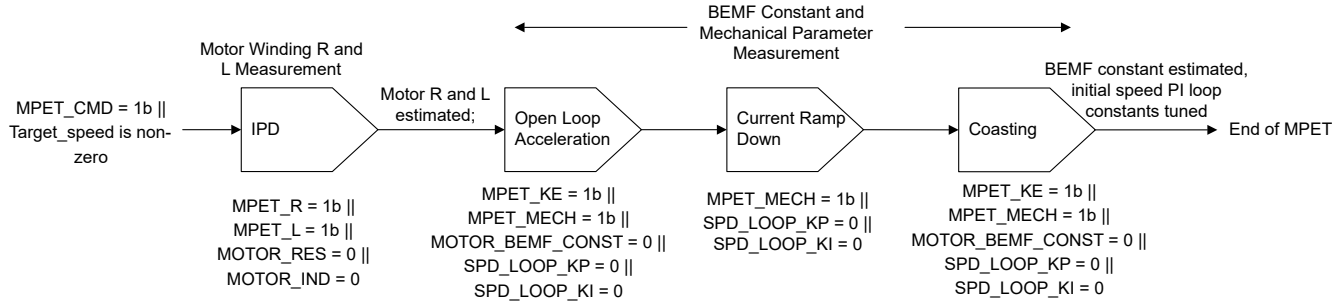 BEMF Constant and
Mechanical Parameter
Measurement
Motor Winding R and
L Measurement
MPET_CMD = 1b ||
Target_speed is non-
zero
IPD
Motor R and L
estimated;
Open Loop
Acceleration
Current Ramp
Down
Coasting
BEMF constant estimated,
initial speed PI loop
constants tuned
End of MPET
MPET_R = 1b ||
MPET_L = 1b ||
MOTOR_RES = 0 ||
MOTOR_IND = 0
MPET_KE = 1b ||
MPET_MECH = 1b ||
MOTOR_BEMF_CONST = 0 ||
SPD_LOOP_KP = 0 ||
SPD_LOOP_KI = 0
MPET_MECH = 1b ||
SPD_LOOP_KP = 0 ||
SPD_LOOP_KI = 0
MPET_KE = 1b ||
MPET_MECH = 1b ||
MOTOR_BEMF_CONST = 0 ||
SPD_LOOP_KP = 0 ||
SPD_LOOP_KI = 0